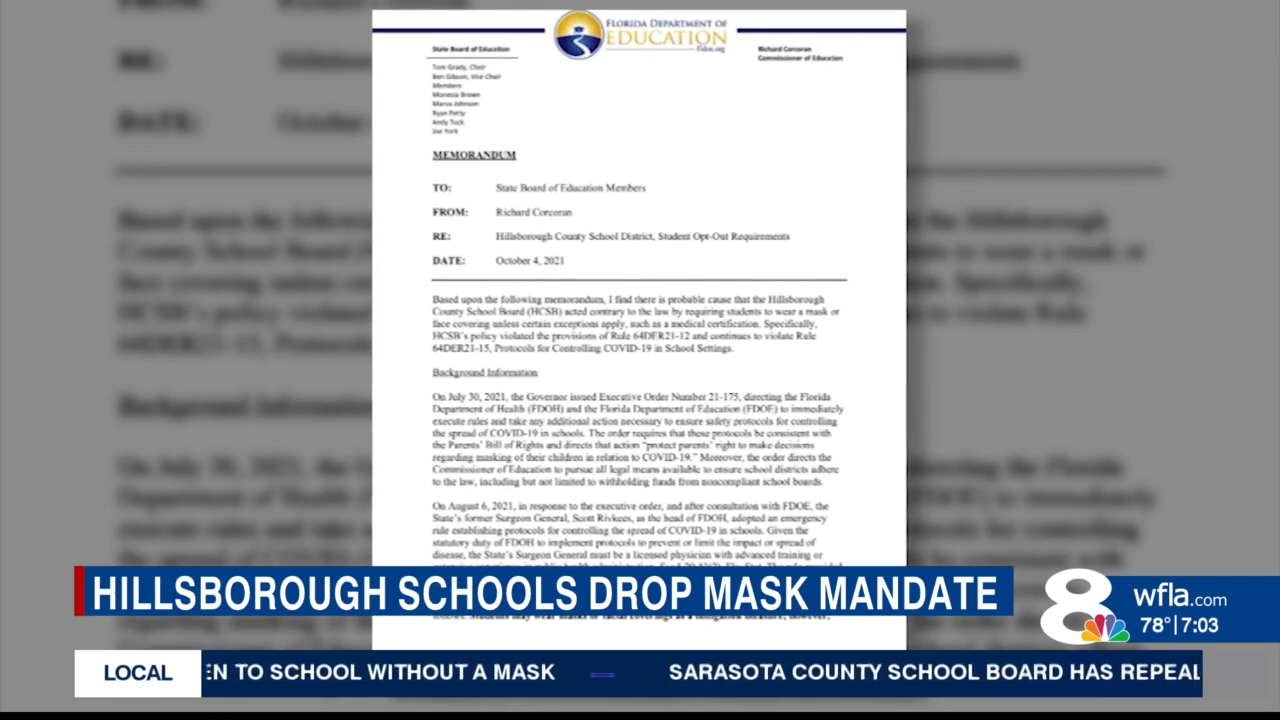 FLORIDA DEPARTMENT OF
EDUCATION
fldoe.org
State Board of Education
Tom Grady, Chair
Ben Gibson, Vice Chair
Members
Monesia Brown
Marva Johnson
Ryan Petty
Andy Tuck
Joe York
Richard Corcoran
Commissioner of Education
MEMORANDUM
TO: State Board of Education Members
FROM: Richard Corcoran
RE: Hillsborough County School District, Student Opt-Out Requirements
DATE: October 4, 2021
Based upon the following memorandum, I find there is probable cause that the Hillsborough
County School Board (HCSB) acted contrary to the law by requiring students to wear a mask or
face covering unless certain exceptions apply, such as a medical certification. Specifically,
HCSB's policy violated the provisions of Rule 64DER21-12 and continues to violate Rule
64DER21-15, Protocols for Controlling COVID-19 in School Settings.
Background Information
On July 30, 2021, the Governor issued Executive Order Number 21-175, directing the Florida
Department of Health (FDOH) and the Florida Department of Education (FDOE) to immediately
execute rules and take any additional action necessary to ensure safety protocols for controlling
the spread of COVID-19 in schools. The order requires that these protocols be consistent with
the Parents' Bill of Rights and directs that action "protect parents' right to make decisions
regarding masking of their children in relation to COVID-19." Moreover, the order directs the
Commissioner of Education to pursue all legal means available to ensure school districts adhere
to the law, including but not limited to withholding funds from noncompliant school boards.
On August 6, 2021, in response to the executive order, and after consultation with FDOE, the
State's former Surgeon General, Scott Rivkees, as the head of FDOH, adopted an emergency
rule establishing protocols for controlling the spread of COVID-19 in schools. Given the
statutory duty of FDOH to implement protocols to prevent or limit the impact or spread of
disease, the State's Surgeon General must be a licensed physician with advanced training or
HILLSBOROUGH SCHOOLS DROP MASK MANDATE
8 wfla.com
78° | 7:03
LOCAL
EN TO SCHOOL WITHOUT A MASK — SARASOTA COUNTY SCHOOL BOARD HAS REPEAL